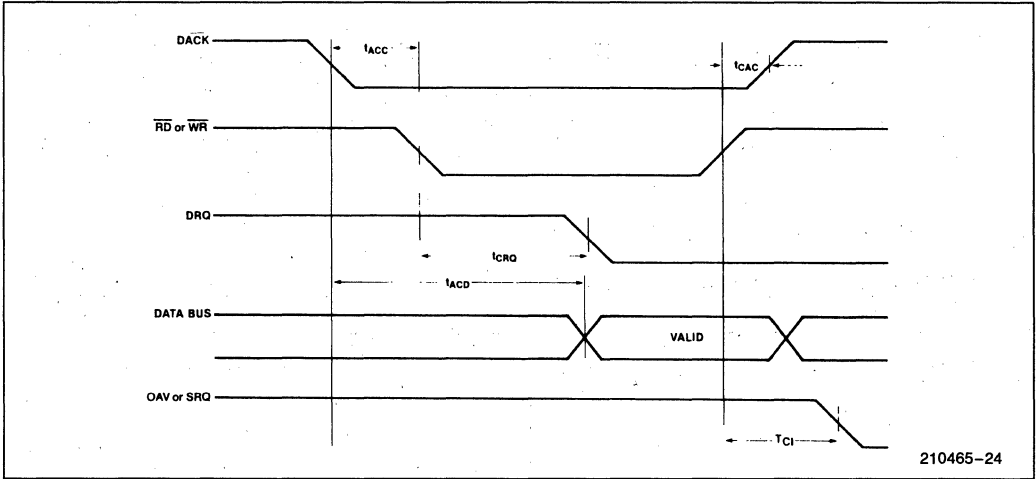 DACK
tACC
tCAC
RD or WR
DRQ
tCRQ
tACD
DATA BUS
VALID
OAV or SRQ
TCI
210465-24